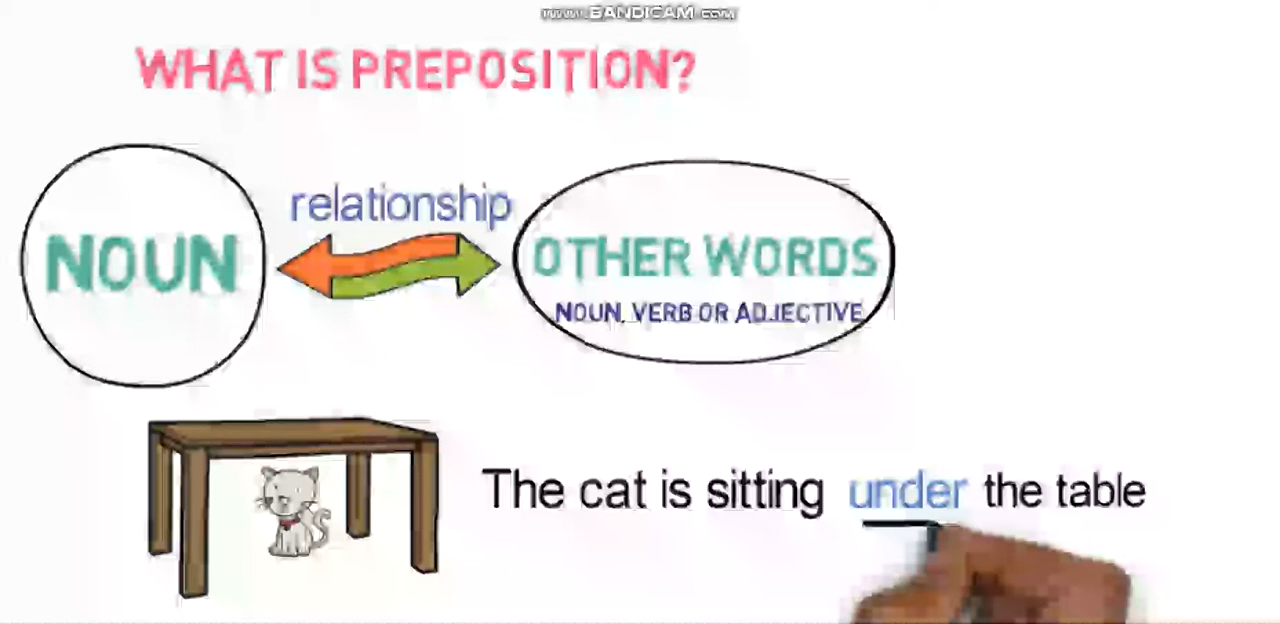 www.BANDICAM.com
WHAT IS PREPOSITION?
relationship
NOUN
OTHER WORDS
NOUN, VERB OR ADJECTIVE
The cat is sitting under the table